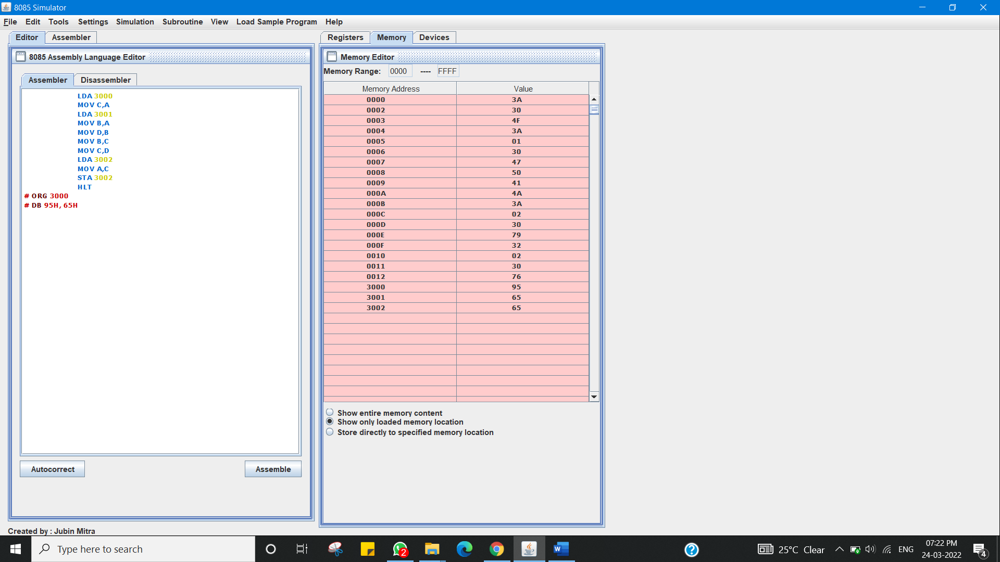 8085 Simulator
File Edit Tools Settings Simulation Subroutine View Load Sample Program Help
Editor Assembler
8085 Assembly Language Editor
Assembler Disassembler
LDA 3000
MOV C,A
LDA 3001
MOV B,A
MOV D,B
MOV B,C
MOV C,D
LDA 3002
MOV A,C
STA 3002
HLT
# ORG 3000
# DB 95H, 65H
Autocorrect Assemble
Created by : Jubin Mitra
Registers Memory Devices
Memory Editor
Memory Range: 0000 ---- FFFF
Memory Address Value
0000 3A
0002 30
0003 4F
0004 3A
0005 01
0006 30
0007 47
0008 50
0009 41
000A 4A
000B 3A
000C 02
000D 30
000E 79
000F 32
0010 02
0011 30
0012 76
3000 95
3001 65
3002 65
Show entire memory content
Show only loaded memory location
Store directly to specified memory location
Type here to search
2
W
?
25°C Clear
ENG
07:22 PM
24-03-2022
4